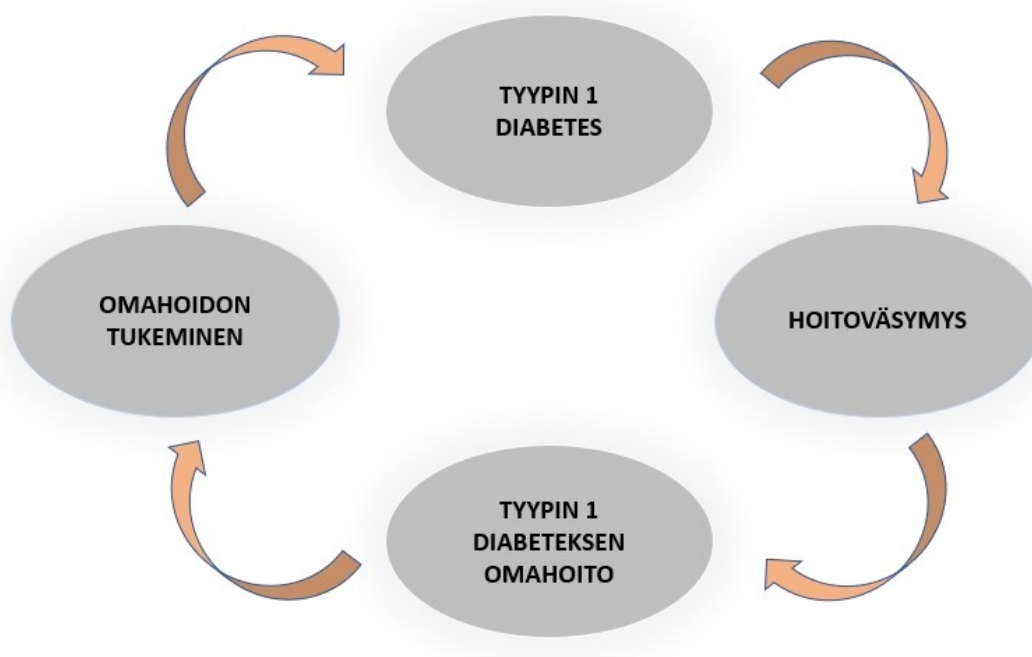 TYYPIN 1
DIABETES
HOITOVÄSYMYS
TYYPIN 1
DIABETEKSEN
OMAHOITO
OMAHOIDON
TUKEMINEN